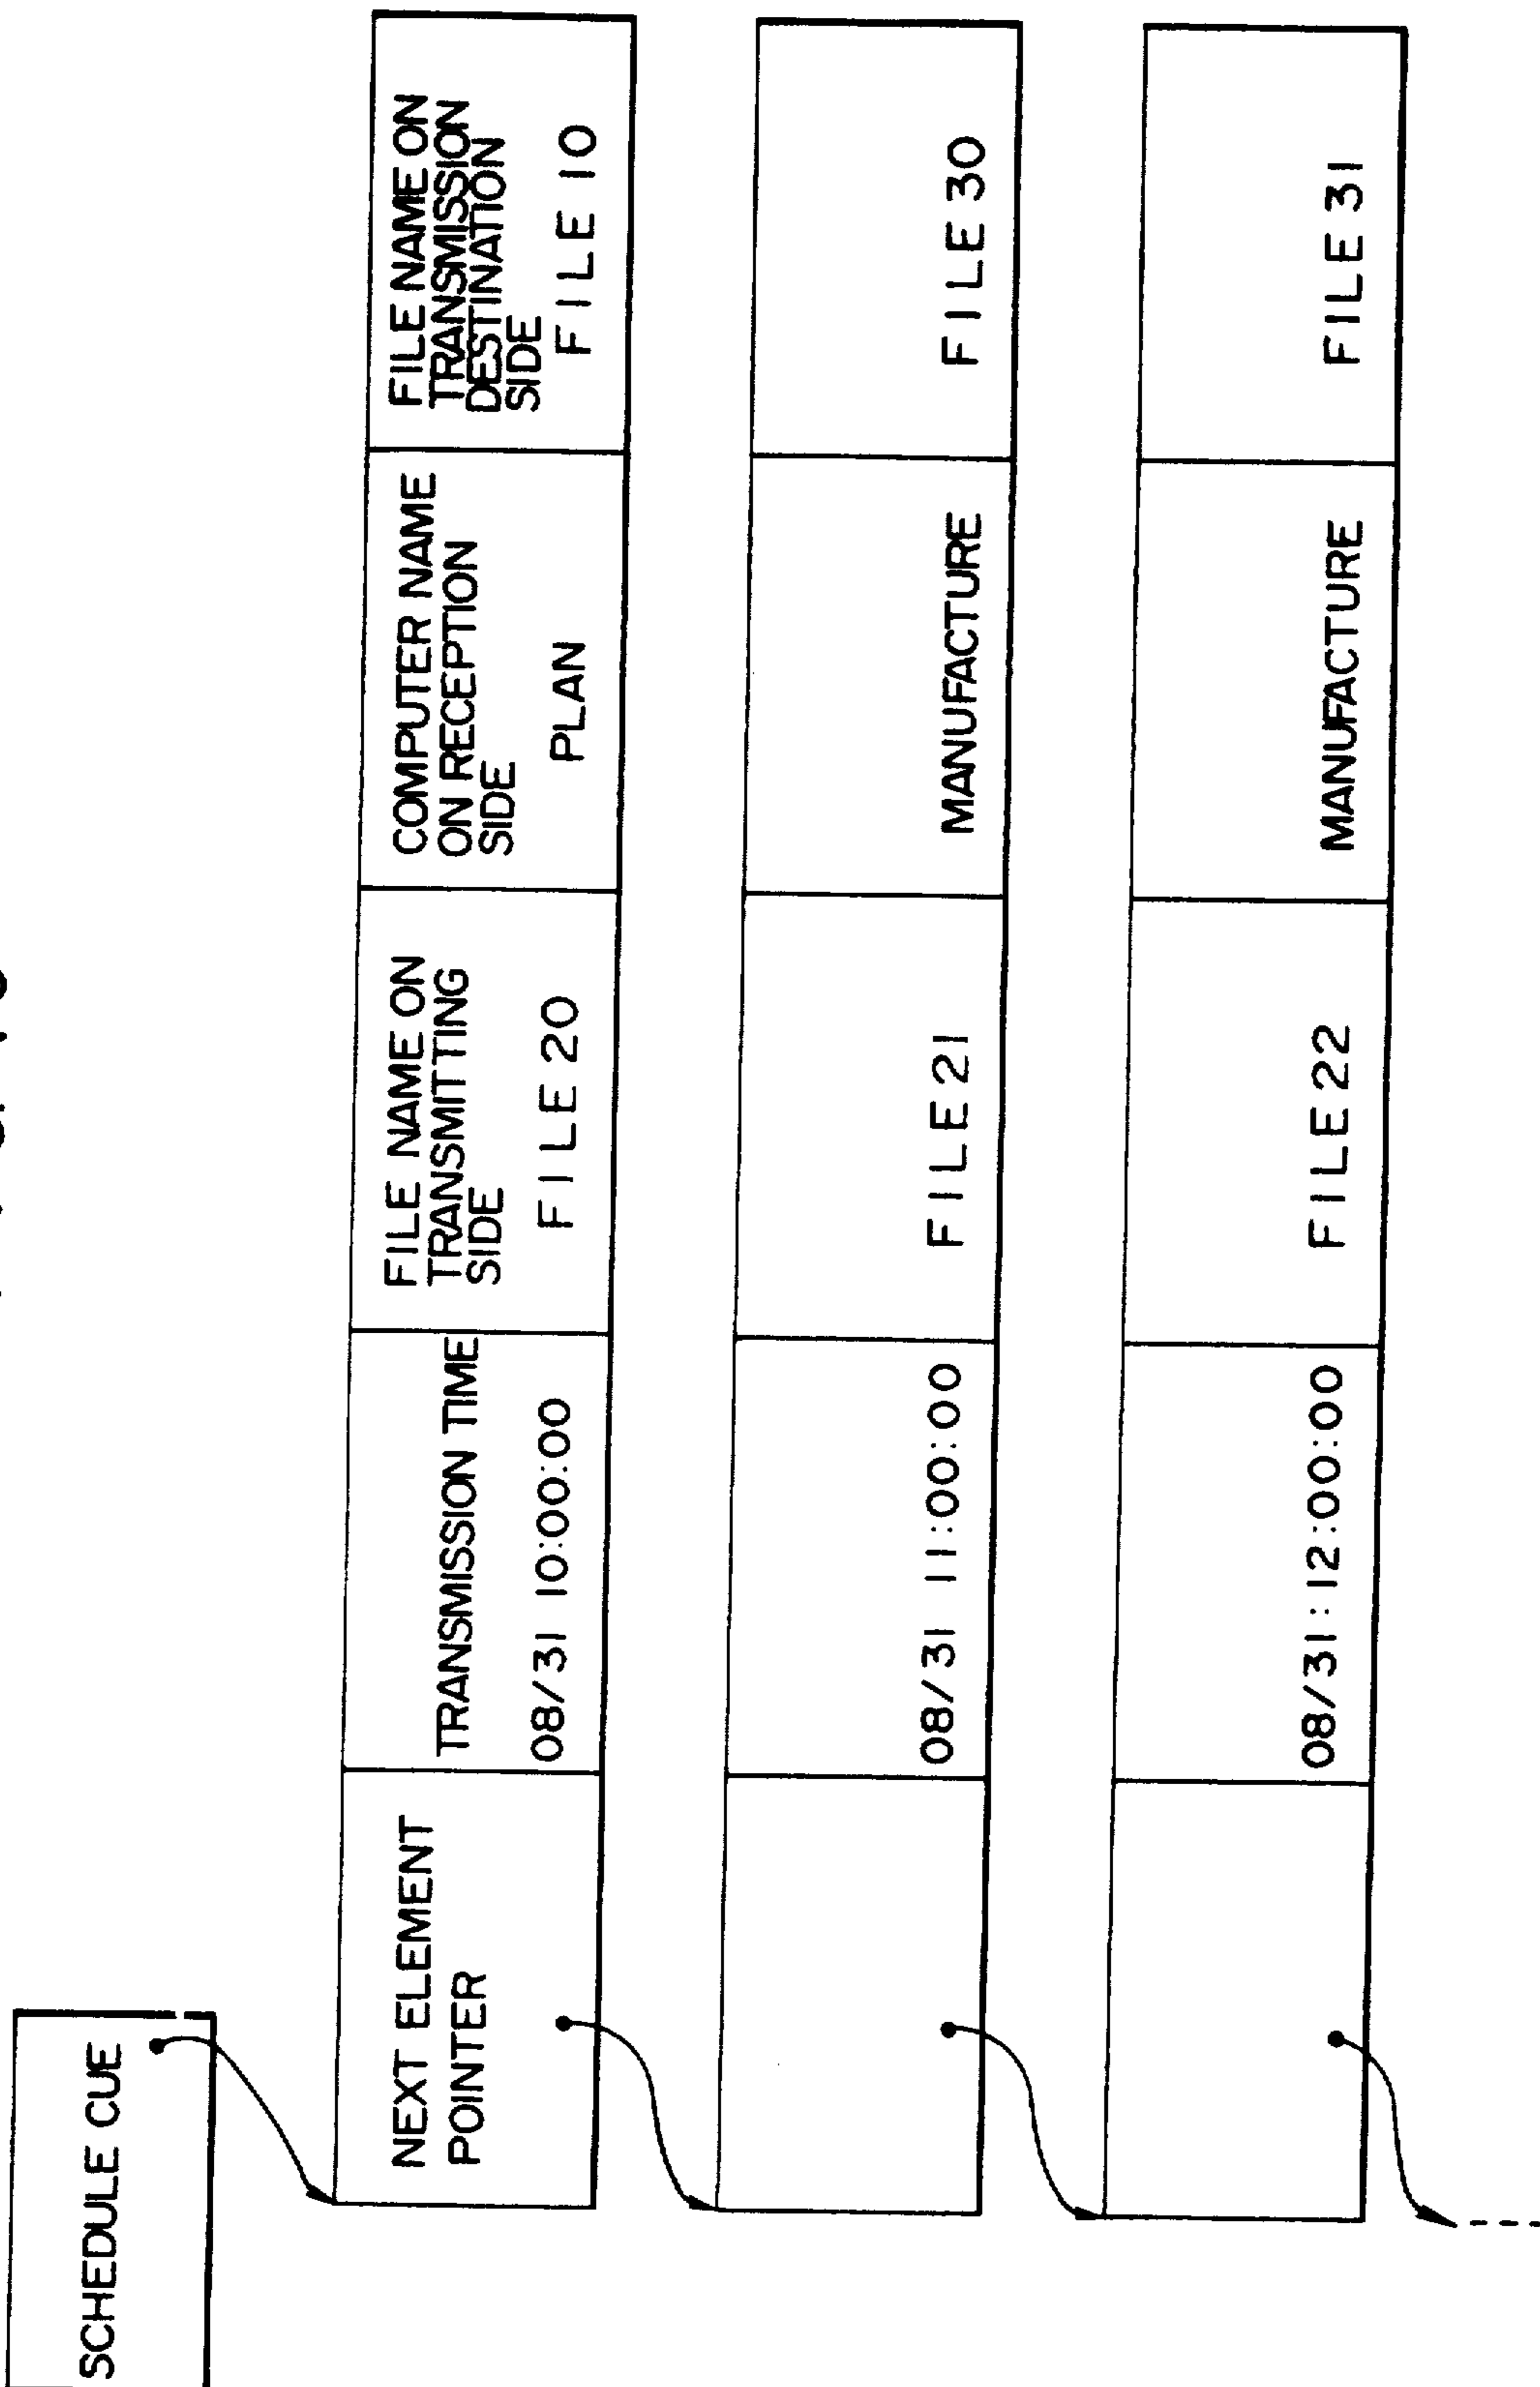 SCHEDULE CUE
NEXT ELEMENT
POINTER
TRANSMISSION TIME
08/31 10:00:00
FILE NAME ON
TRANSMITTING
SIDE
FILE 20
COMPUTER NAME
ON RECEPTION
SIDE
PLAN
FILE NAME ON
TRANSMISSION
DESTINATION
SIDE
FILE 10
08/31 11:00:00
FILE 21
MANUFACTURE
FILE 30
08/31:12:00:00
FILE 22
MANUFACTURE
FILE 31